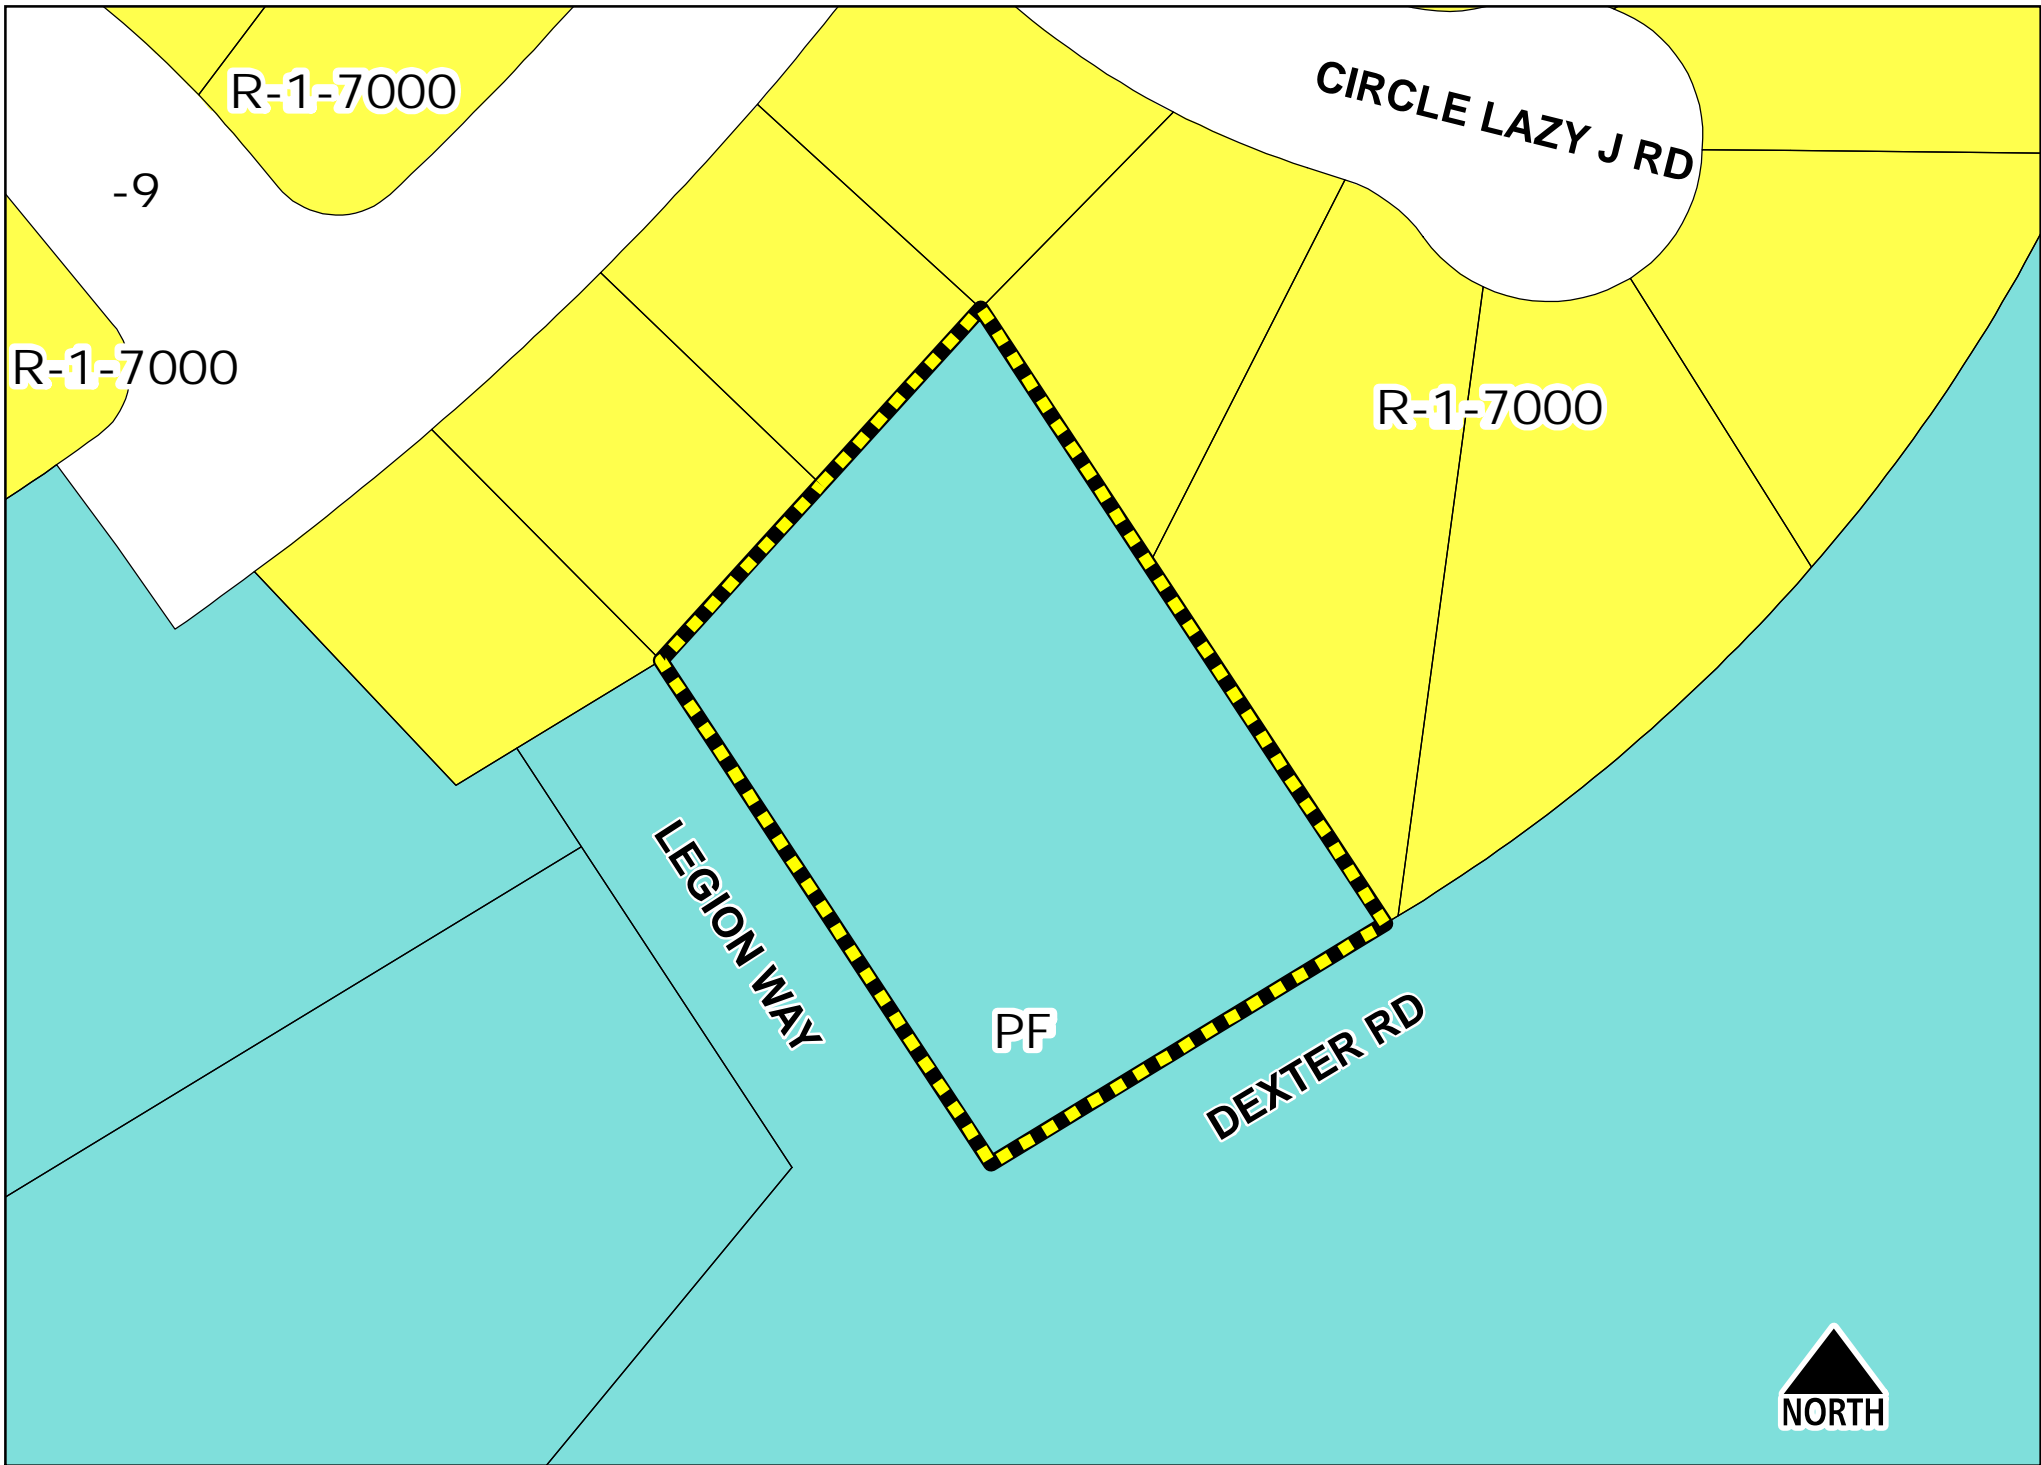 R-1-7000
CIRCLE LAZY J RD
-9
R-1-7000
R-1-7000
LEGION WAY
PF
DEXTER RD
NORTH